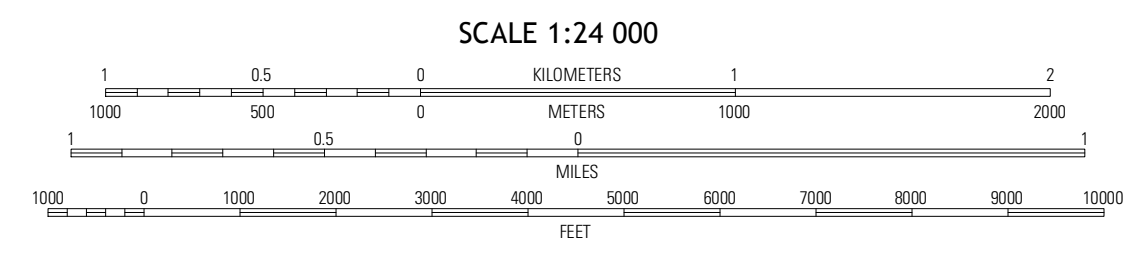 SCALE 1:24 000
1 0.5 0 KILOMETERS 1 2
1000 500 0 METERS 1000 2000
1 0.5 0 1
MILES
1000 0 1000 2000 3000 4000 5000 6000 7000 8000 9000 10000
FEET